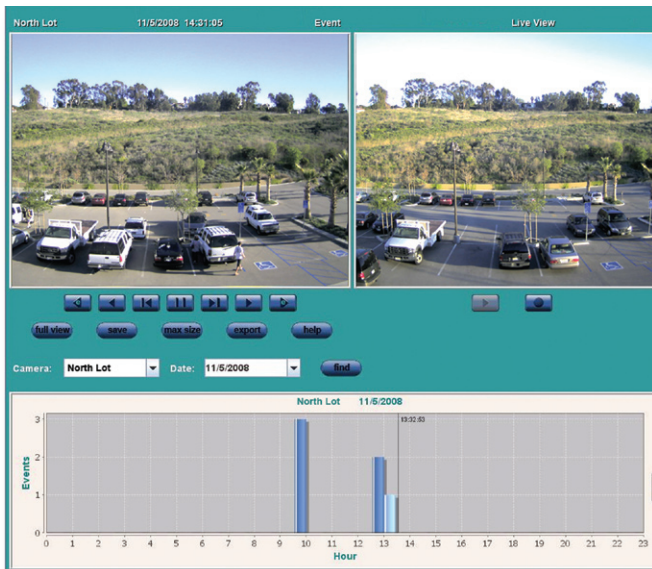 North Lot 11/5/2008 14:31:05 Event Live View
full view save max size export help
Camera: North Lot Date: 11/5/2008 find
North Lot 11/5/2008
13:32:53
Events
3
2
1
0
0 1 2 3 4 5 6 7 8 9 10 11 12 13 14 15 16 17 18 19 20 21 22 23
Hour